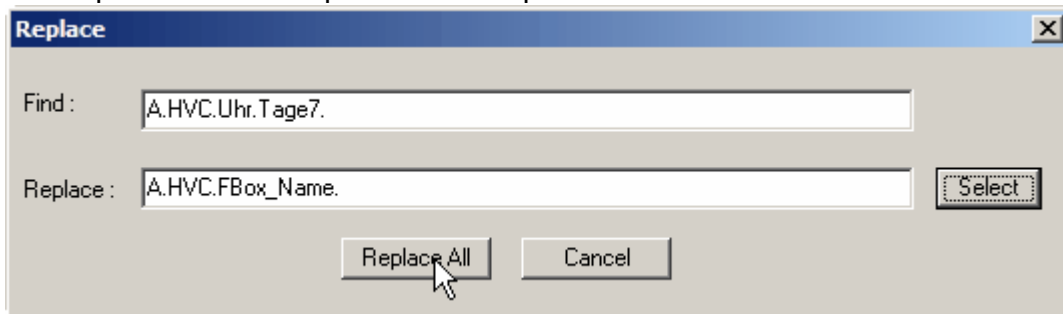 Replace
Find :
A.HVC.Uhr.Tage7.
Replace :
A.HVC.FBox_Name.
Select
Replace All
Cancel